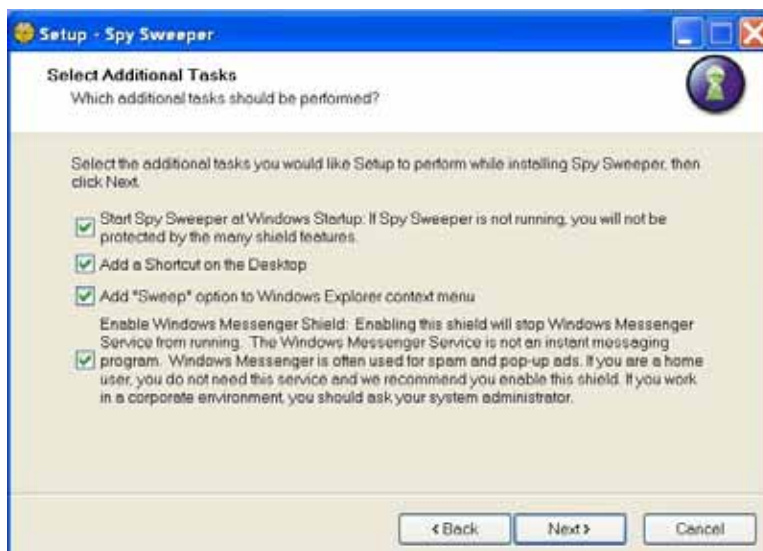 Setup - Spy Sweeper
Select Additional Tasks
Which additional tasks should be performed?
Select the additional tasks you would like Setup to perform while installing Spy Sweeper, then
click Next.
Start Spy Sweeper at Windows Startup: If Spy Sweeper is not running, you will not be
protected by the many shield features.
Add a Shortcut on the Desktop
Add "Sweep" option to Windows Explorer context menu
Enable Windows Messenger Shield: Enabling this shield will stop Windows Messenger
Service from running. The Windows Messenger Service is not an instant messaging
program. Windows Messenger is often used for spam and pop-up ads. If you are a home
user, you do not need this service and we recommend you enable this shield. If you work
in a corporate environment, you should ask your system administrator.
< Back
Next >
Cancel